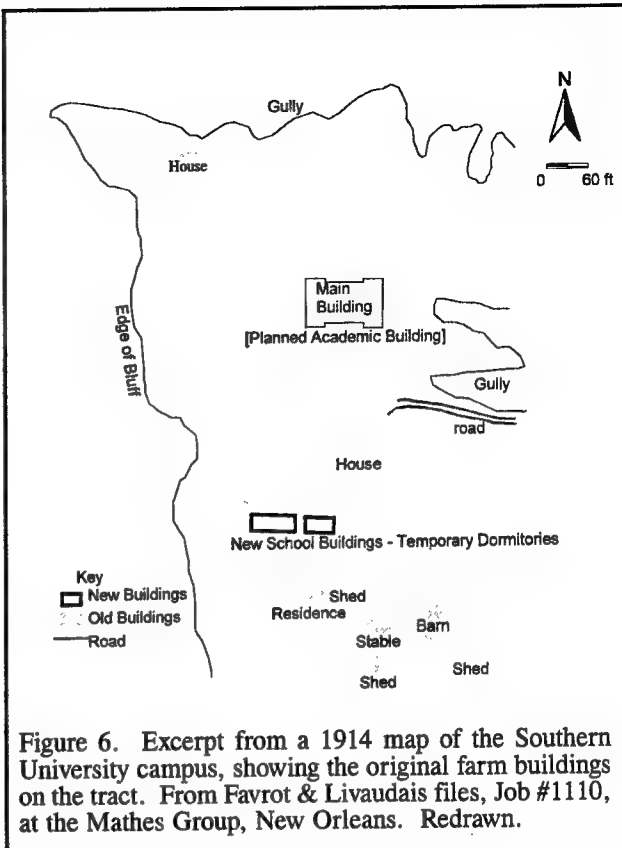 Gully
N
House
0 60 ft
Main
Building
[Planned Academic Building]
Edge of Bluff
Gully
road
House
New School Buildings - Temporary Dormitories
Key
New Buildings
Old Buildings
Road
Shed
Residence
Barn
Stable
Shed
Shed
Figure 6. Excerpt from a 1914 map of the Southern
University campus, showing the original farm buildings
on the tract. From Favrot & Livaudais files, Job #1110,
at the Mathes Group, New Orleans. Redrawn.